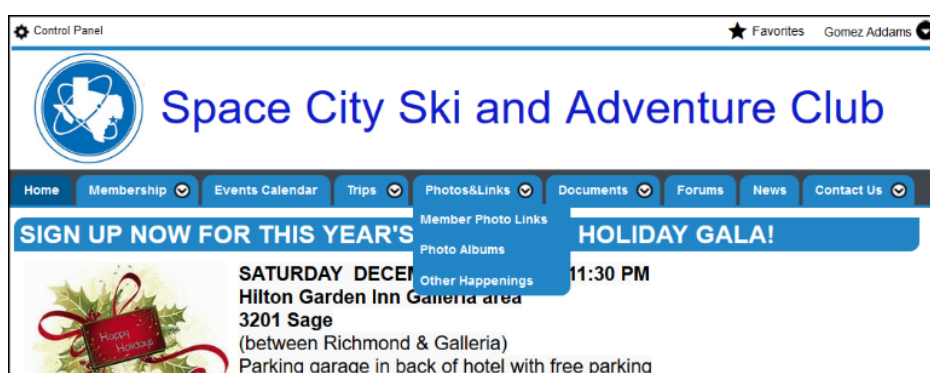 Control Panel Favorites Gomez Addams
Space City Ski and Adventure Club
Home Membership Events Calendar Trips Photos&Links Documents Forums News Contact Us
Member Photo Links
Photo Albums
Other Happenings
SIGN UP NOW FOR THIS YEAR'S HOLIDAY GALA!
SATURDAY 11:30 PM
Hilton Garden Inn Galleria area
3201 Sage
(between Richmond & Galleria)
Parking garage in back of hotel with free parking
Happy
Holidays